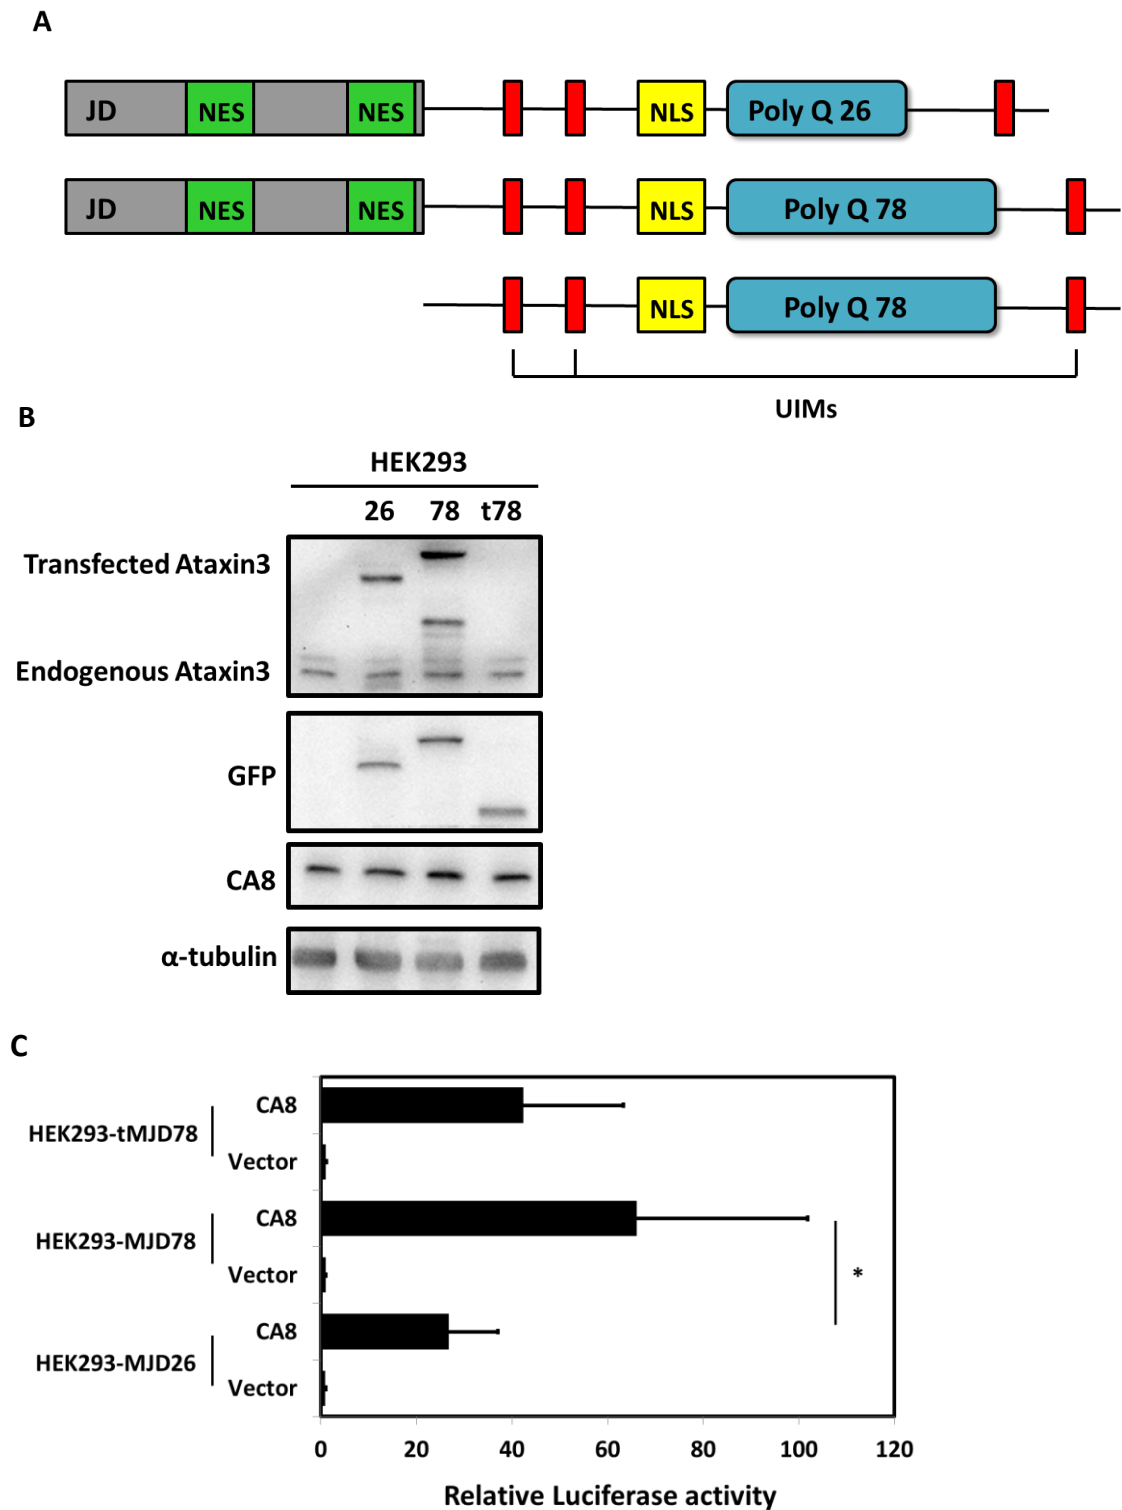 A
JD NES NES NLS Poly Q 26
JD NES NES NLS Poly Q 78
NLS Poly Q 78
UIMs
B
HEK293
26 78 t78
Transfected Ataxin3
Endogenous Ataxin3
GFP
CA8
α-tubulin
C
HEK293-tMJD78
CA8
Vector
HEK293-MJD78
CA8
Vector
*
HEK293-MJD26
CA8
Vector
0 20 40 60 80 100 120
Relative Luciferase activity